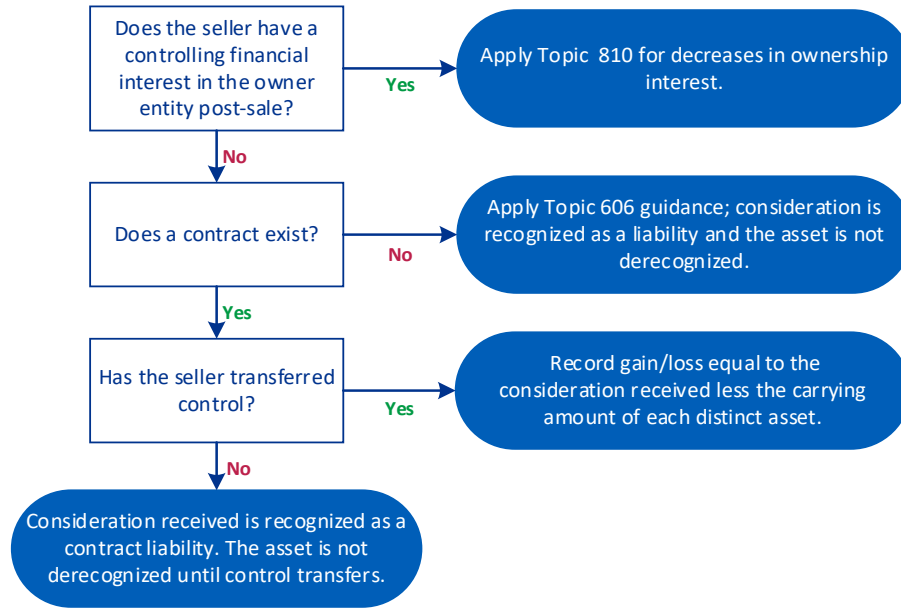 Does the seller have a
controlling financial
interest in the owner
entity post-sale?
Yes
Apply Topic 810 for decreases in ownership
interest.
No
Does a contract exist?
No
Apply Topic 606 guidance; consideration is
recognized as a liability and the asset is not
derecognized.
Yes
Has the seller transferred
control?
Yes
Record gain/loss equal to the
consideration received less the carrying
amount of each distinct asset.
No
Consideration received is recognized as a
contract liability. The asset is not
derecognized until control transfers.